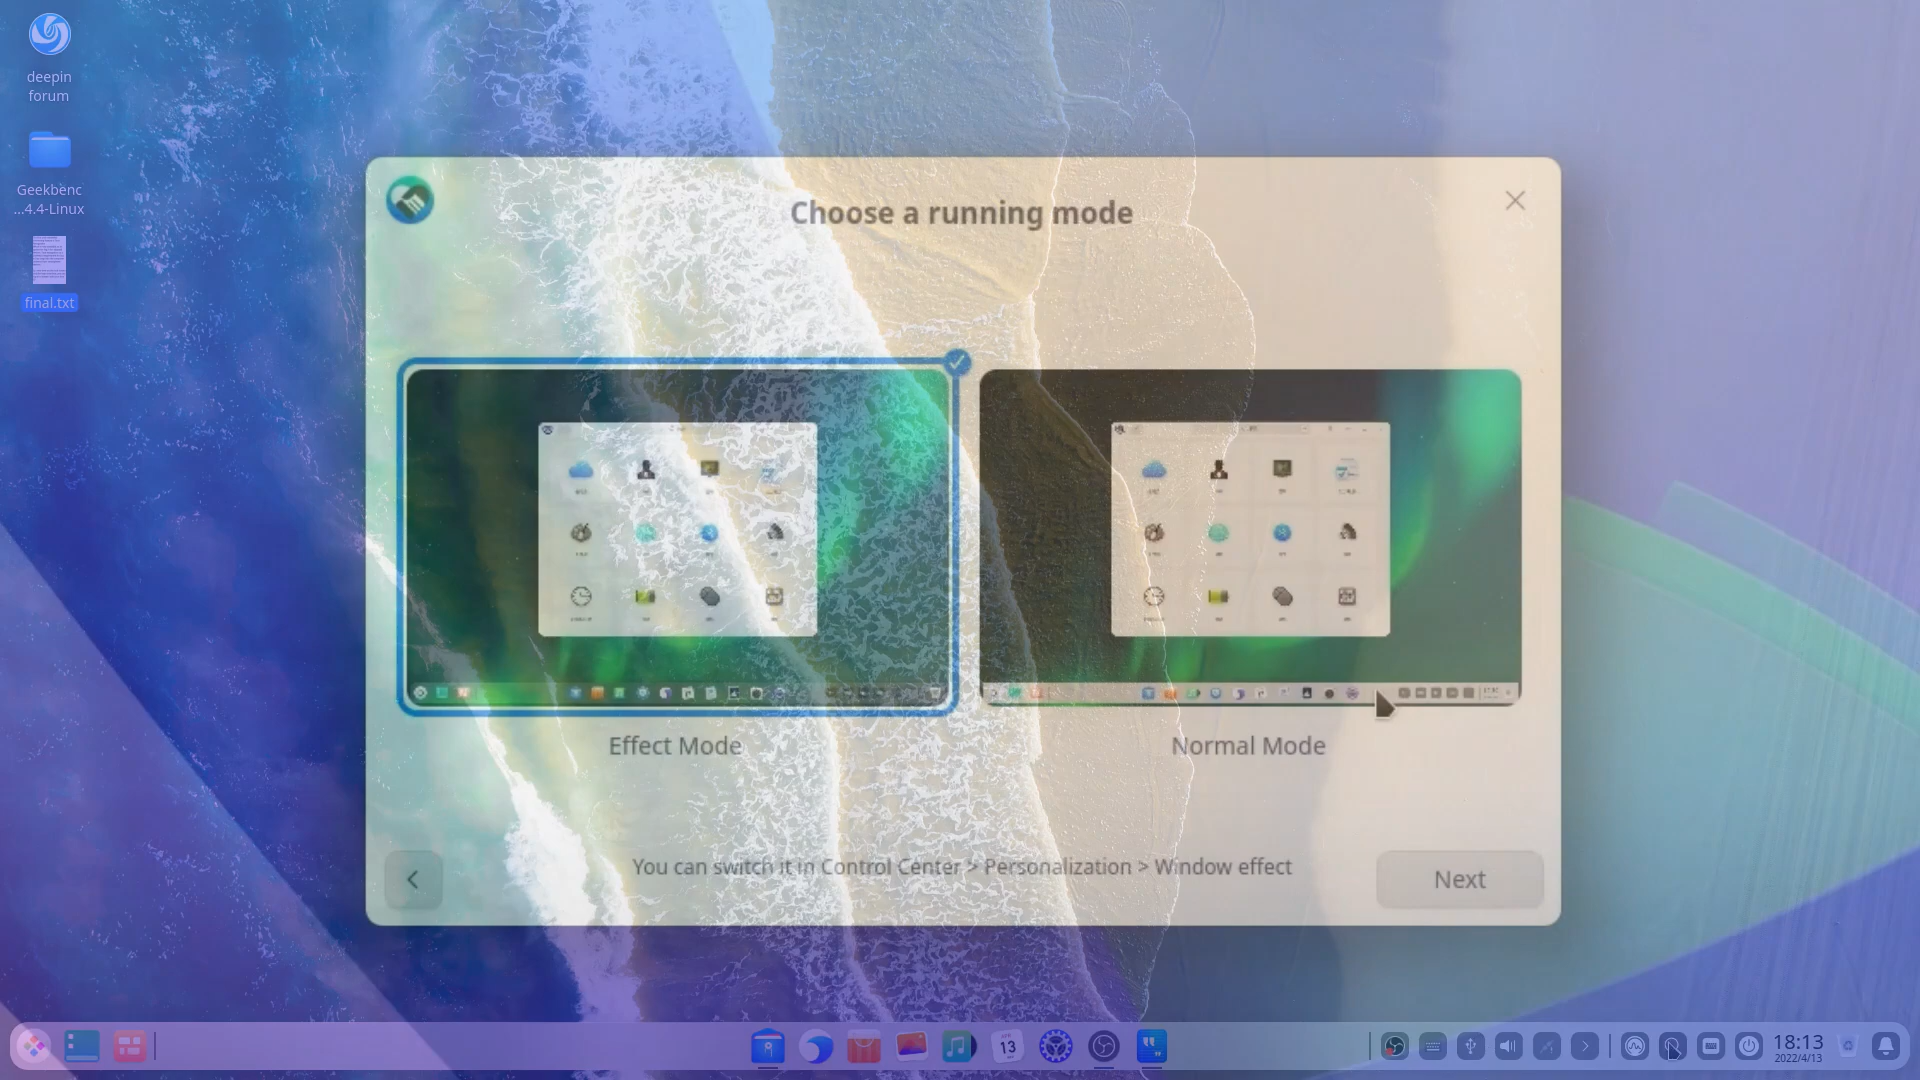 deepin
forum
Geekbenc
...4.4-Linux
final.txt
Choose a running mode
Effect Mode
Normal Mode
You can switch it in Control Center > Personalization > Window effect
Next
13
18:13
2022/4/13